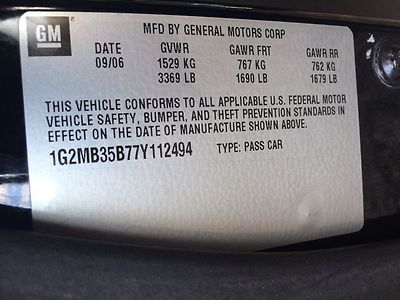 GM
MFD BY GENERAL MOTORS CORP
DATE GVWR GAWR FRT GAWR RR
09/06 1529 KG 767 KG 762 KG
3369 LB 1690 LB 1679 LB
THIS VEHICLE CONFORMS TO ALL APPLICABLE U.S. FEDERAL MOTOR
VEHICLE SAFETY, BUMPER, AND THEFT PREVENTION STANDARDS IN
EFFECT ON THE DATE OF MANUFACTURE SHOWN ABOVE.
1G2MB35B77Y112494 TYPE: PASS CAR